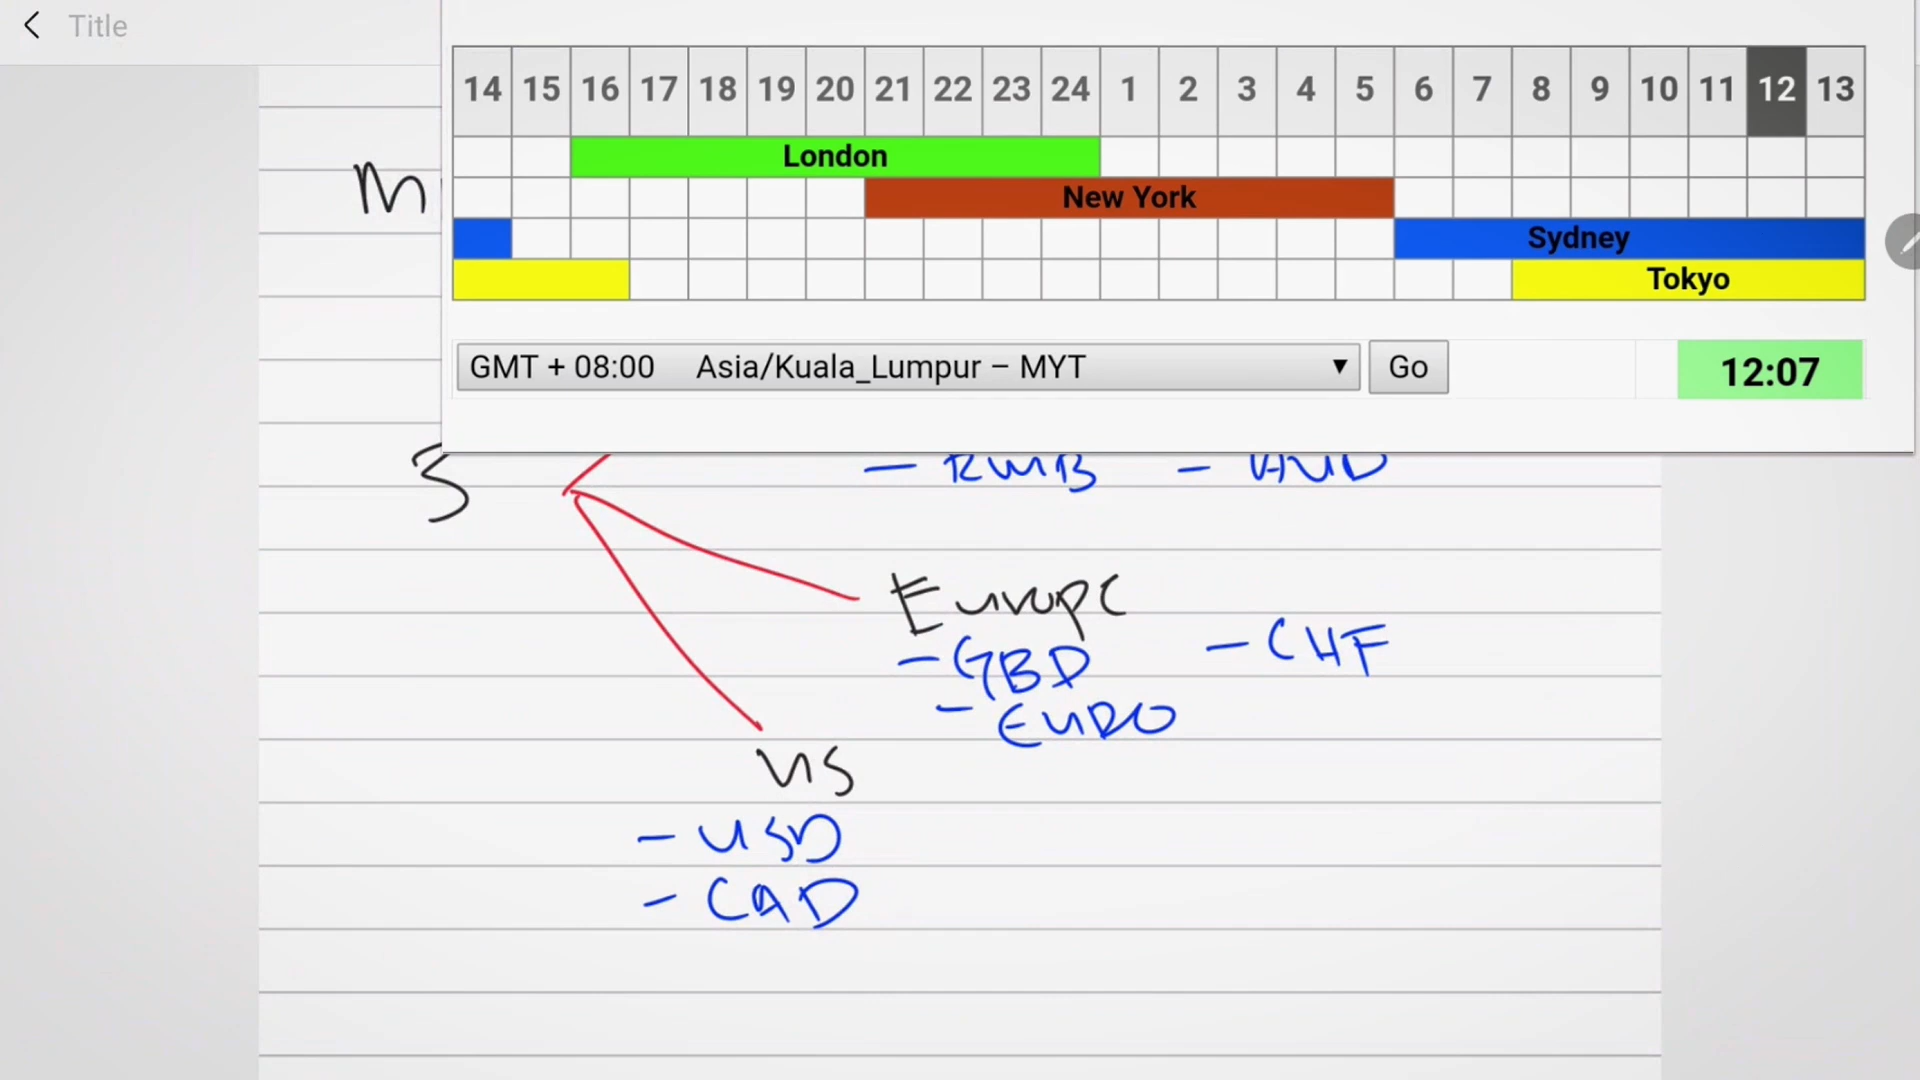 Title
14 15 16 17 18 19 20 21 22 23 24 1 2 3 4 5 6 7 8 9 10 11 12 13
London
New York
Sydney
Tokyo
GMT + 08:00 Asia/Kuala_Lumpur – MYT Go 12:07
M
3
- RMB - AUD
Europe
- GBD - CHF
- EURO
US
- USD
- CAD